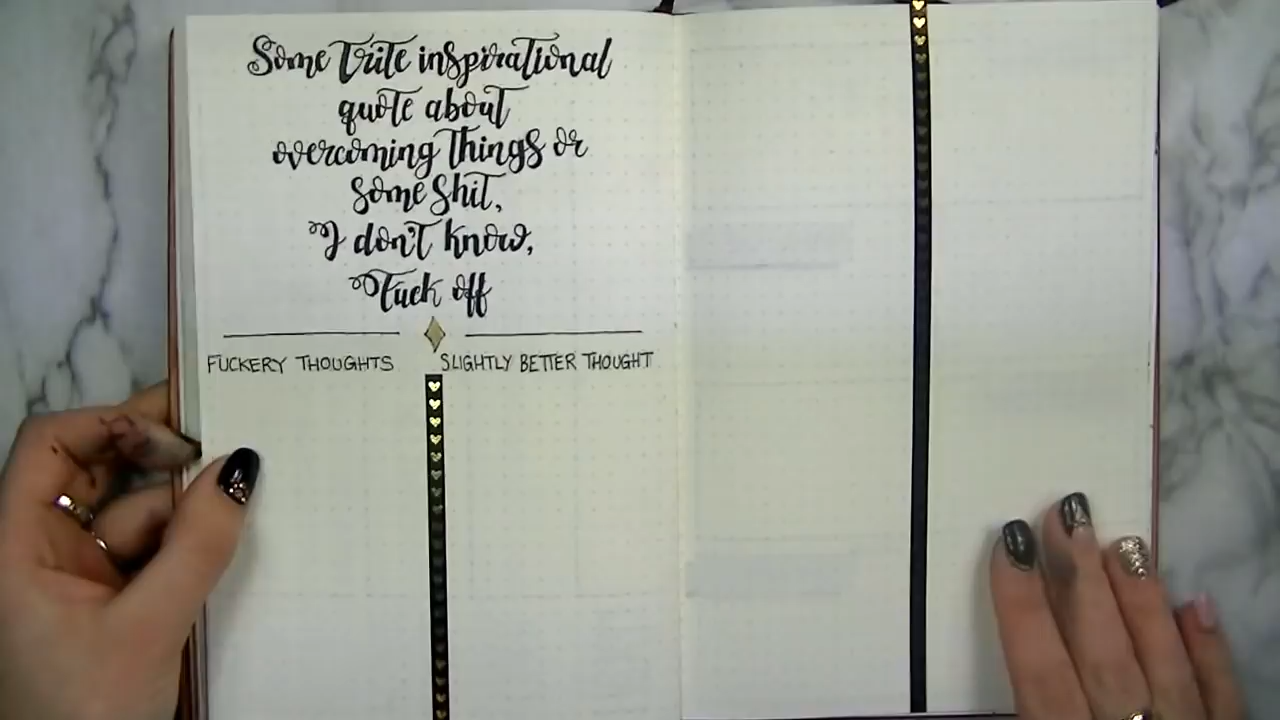 Some trite inspirational
quote about
overcoming things or
some shit,
I don't know,
Fuck off
FUCKERY THOUGHTS
SLIGHTLY BETTER THOUGHT